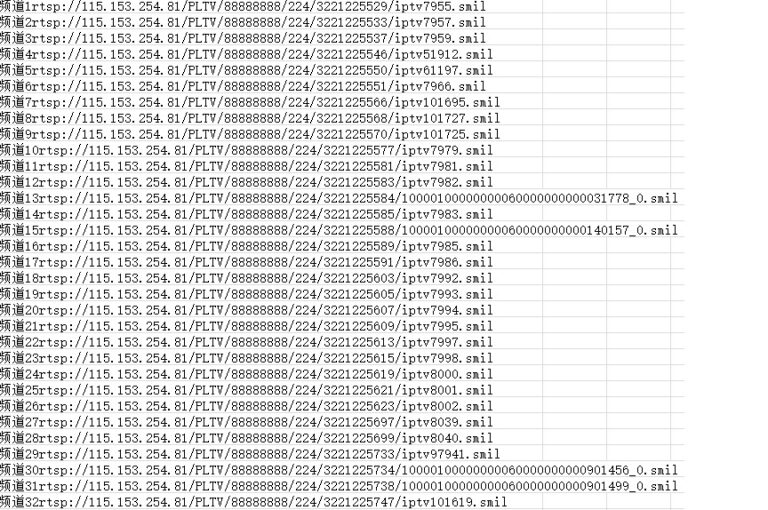 频道1rtsp://115.153.254.81/PLTV/88888888/224/3221225529/iptv7955.smil
频道2rtsp://115.153.254.81/PLTV/88888888/224/3221225533/iptv7957.smil
频道3rtsp://115.153.254.81/PLTV/88888888/224/3221225537/iptv7959.smil
频道4rtsp://115.153.254.81/PLTV/88888888/224/3221225546/iptv51912.smil
频道5rtsp://115.153.254.81/PLTV/88888888/224/3221225550/iptv61197.smil
频道6rtsp://115.153.254.81/PLTV/88888888/224/3221225551/iptv7966.smil
频道7rtsp://115.153.254.81/PLTV/88888888/224/3221225566/iptv101695.smil
频道8rtsp://115.153.254.81/PLTV/88888888/224/3221225568/iptv101727.smil
频道9rtsp://115.153.254.81/PLTV/88888888/224/3221225570/iptv101725.smil
频道10rtsp://115.153.254.81/PLTV/88888888/224/3221225577/iptv7979.smil
频道11rtsp://115.153.254.81/PLTV/88888888/224/3221225581/iptv7981.smil
频道12rtsp://115.153.254.81/PLTV/88888888/224/3221225583/iptv7982.smil
频道13rtsp://115.153.254.81/PLTV/88888888/224/3221225584/10000100000000060000000000031778_0.smil
频道14rtsp://115.153.254.81/PLTV/88888888/224/3221225585/iptv7983.smil
频道15rtsp://115.153.254.81/PLTV/88888888/224/3221225588/10000100000000060000000000140157_0.smil
频道16rtsp://115.153.254.81/PLTV/88888888/224/3221225589/iptv7985.smil
频道17rtsp://115.153.254.81/PLTV/88888888/224/3221225591/iptv7986.smil
频道18rtsp://115.153.254.81/PLTV/88888888/224/3221225603/iptv7992.smil
频道19rtsp://115.153.254.81/PLTV/88888888/224/3221225605/iptv7993.smil
频道20rtsp://115.153.254.81/PLTV/88888888/224/3221225607/iptv7994.smil
频道21rtsp://115.153.254.81/PLTV/88888888/224/3221225609/iptv7995.smil
频道22rtsp://115.153.254.81/PLTV/88888888/224/3221225613/iptv7997.smil
频道23rtsp://115.153.254.81/PLTV/88888888/224/3221225615/iptv7998.smil
频道24rtsp://115.153.254.81/PLTV/88888888/224/3221225619/iptv8000.smil
频道25rtsp://115.153.254.81/PLTV/88888888/224/3221225621/iptv8001.smil
频道26rtsp://115.153.254.81/PLTV/88888888/224/3221225623/iptv8002.smil
频道27rtsp://115.153.254.81/PLTV/88888888/224/3221225697/iptv8039.smil
频道28rtsp://115.153.254.81/PLTV/88888888/224/3221225699/iptv8040.smil
频道29rtsp://115.153.254.81/PLTV/88888888/224/3221225733/iptv97941.smil
频道30rtsp://115.153.254.81/PLTV/88888888/224/3221225734/10000100000000060000000000901456_0.smil
频道31rtsp://115.153.254.81/PLTV/88888888/224/3221225738/10000100000000060000000000901499_0.smil
频道32rtsp://115.153.254.81/PLTV/88888888/224/3221225747/iptv101619.smil